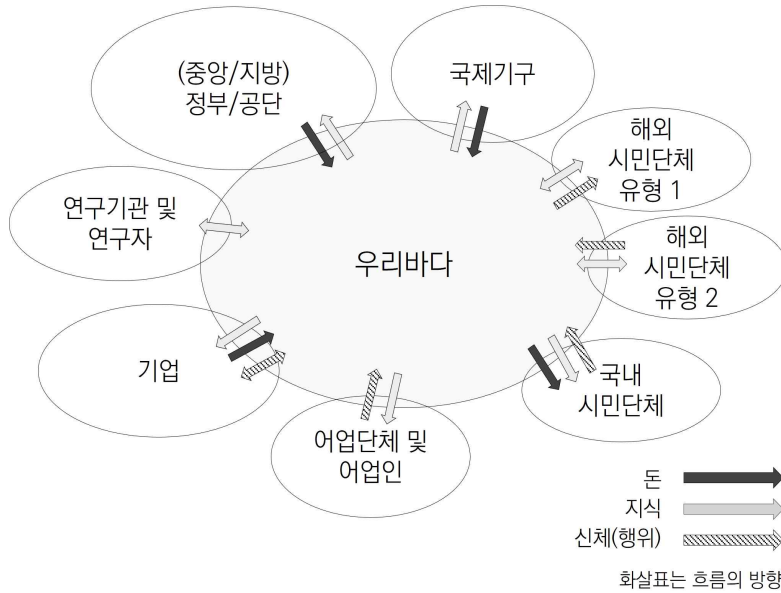 (중앙/지방)
정부/공단
국제기구
해외
시민단체
유형 1
연구기관 및
연구자
우리바다
해외
시민단체
유형 2
기업
국내
시민단체
어업단체 및
어업인
돈
지식
신체(행위)
화살표는 흐름의 방향